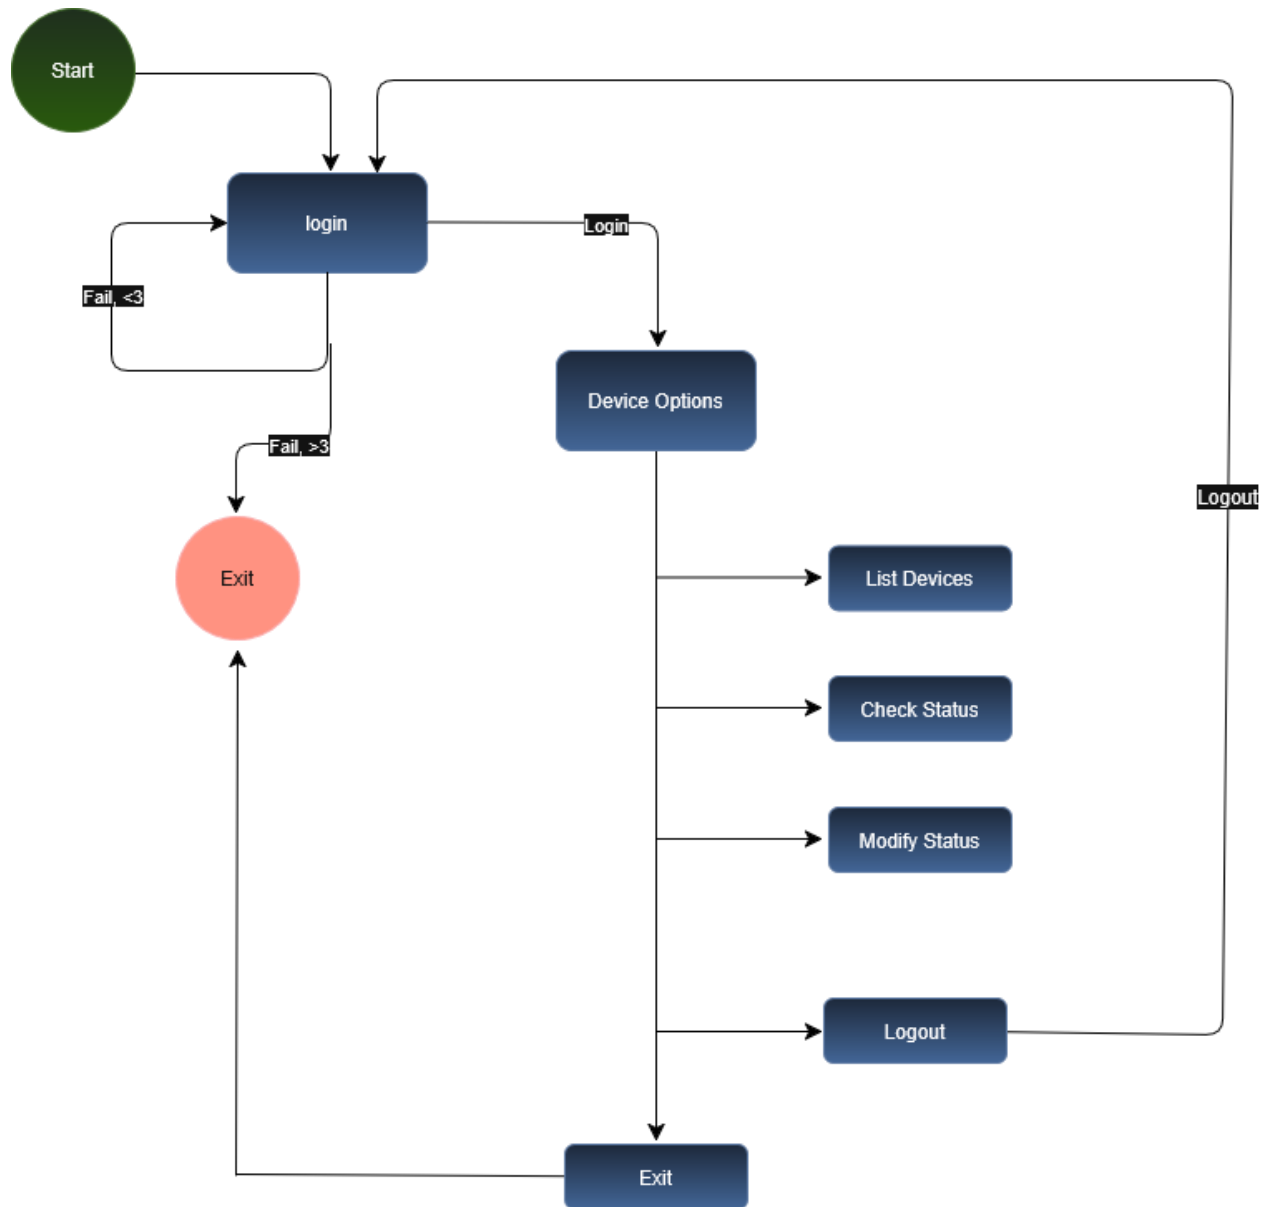 Start
login
Login
Fail, <3
Device Options
Fail, >3
Logout
Exit
List Devices
Check Status
Modify Status
Logout
Exit